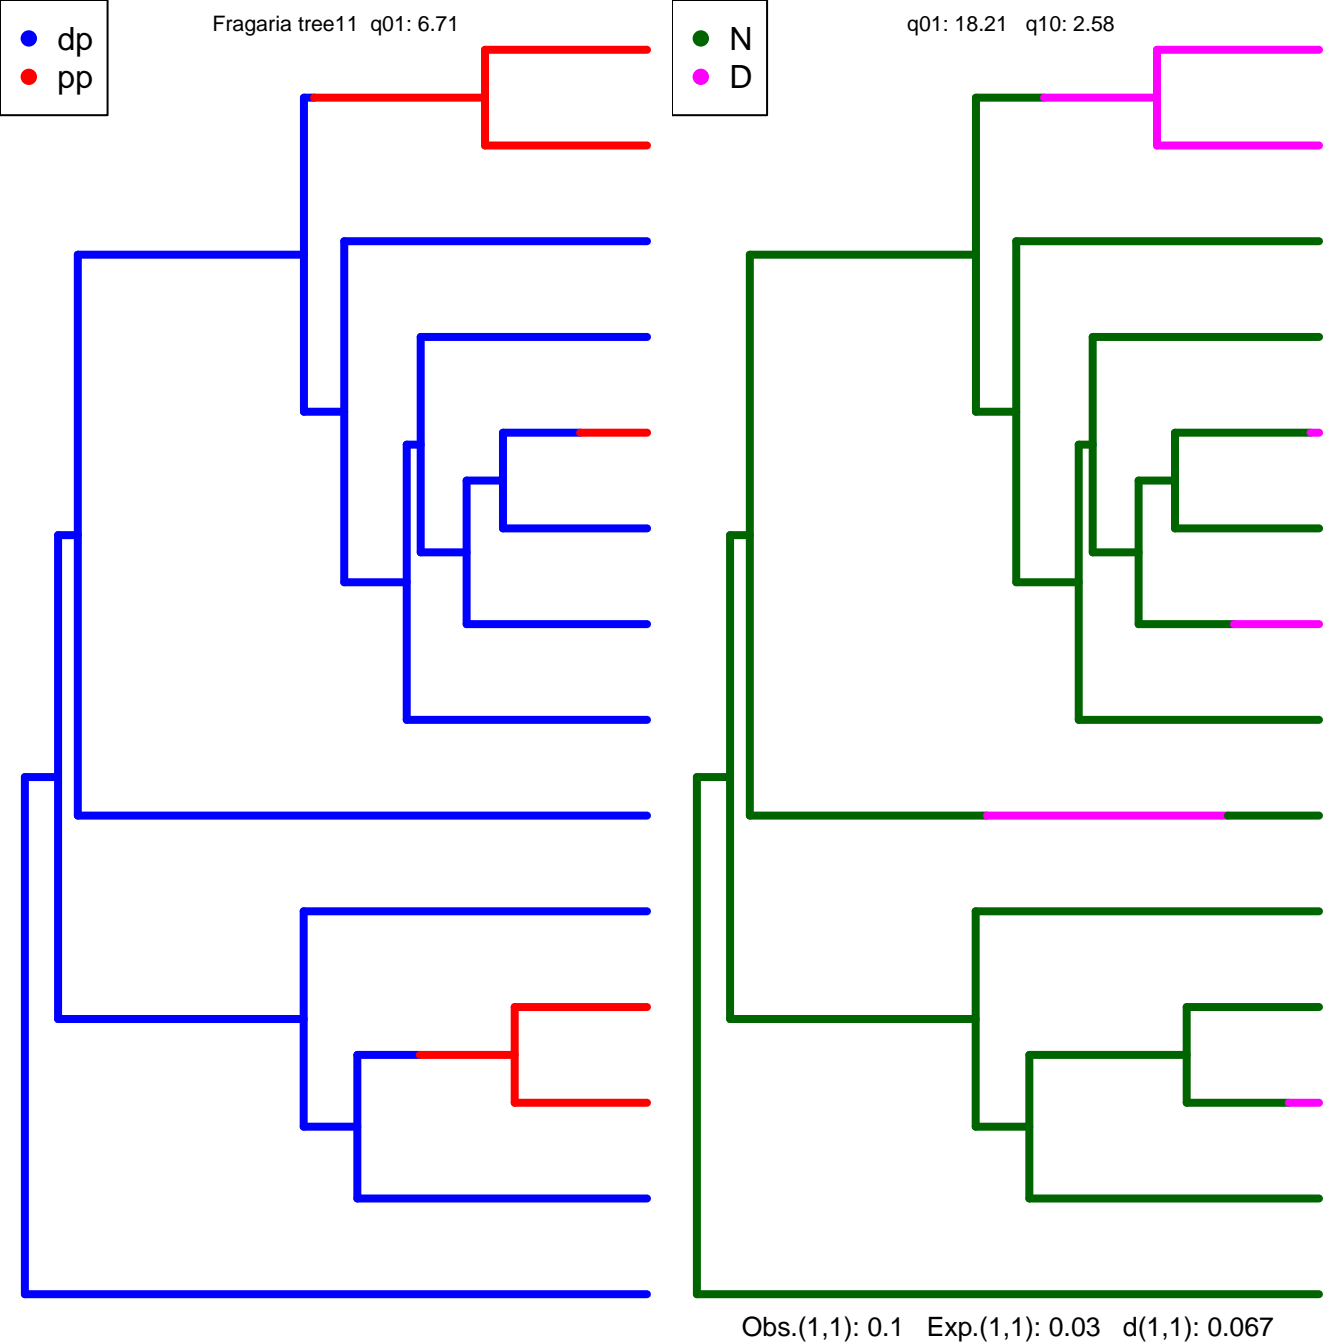 dp
pp
Fragaria tree11 q01: 6.71
N
D
q01: 18.21 q10: 2.58
Obs.(1,1): 0.1 Exp.(1,1): 0.03 d(1,1): 0.067